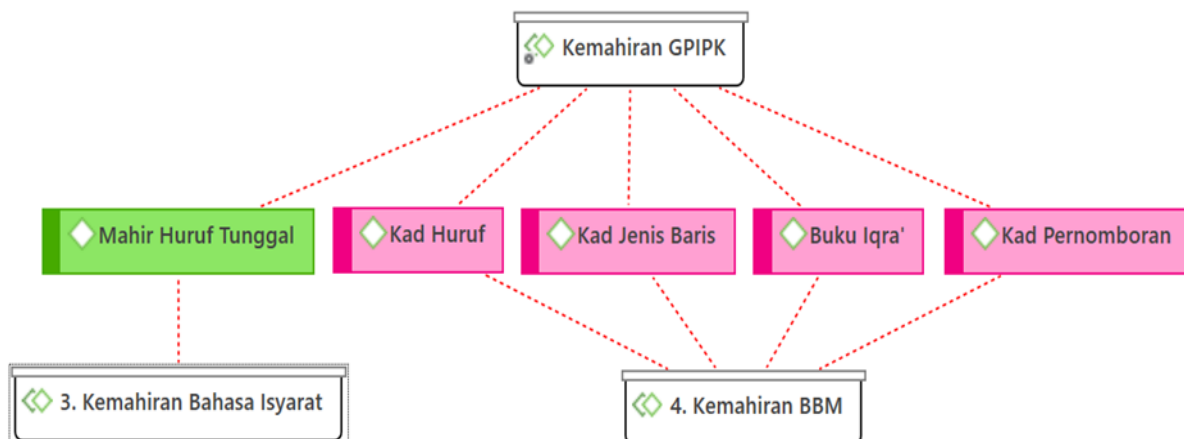 Kemahiran GPIPK
Mahir Huruf Tunggal
Kad Huruf
Kad Jenis Baris
Buku Iqra'
Kad Pernomboran
3. Kemahiran Bahasa Isyarat
4. Kemahiran BBM